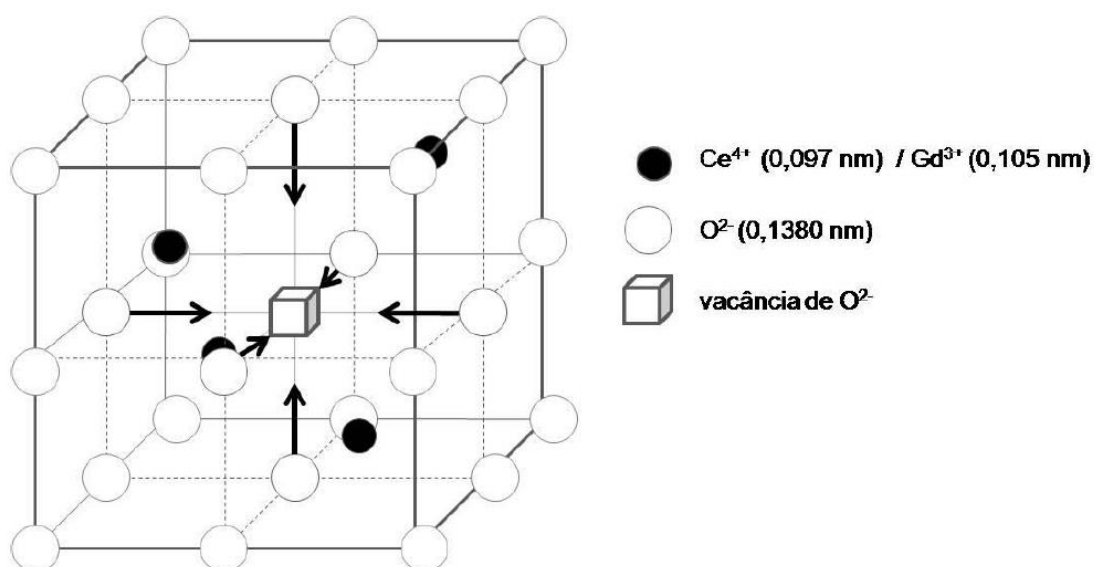 Ce⁴⁺ (0,097 nm) / Gd³⁺ (0,105 nm)
O²⁻ (0,1380 nm)
vacância de O²⁻